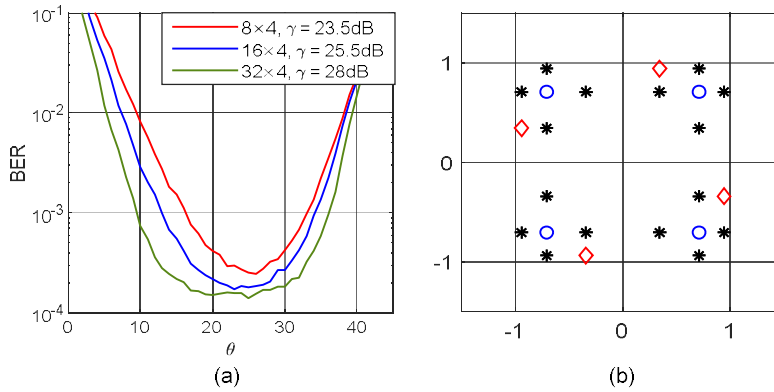 8×4, γ = 23.5dB
16×4, γ = 25.5dB
32×4, γ = 28dB
BER
10^-1
10^-2
10^-3
10^-4
0 10 20 30 40
θ
(a)
1
0
-1
-1 0 1
(b)